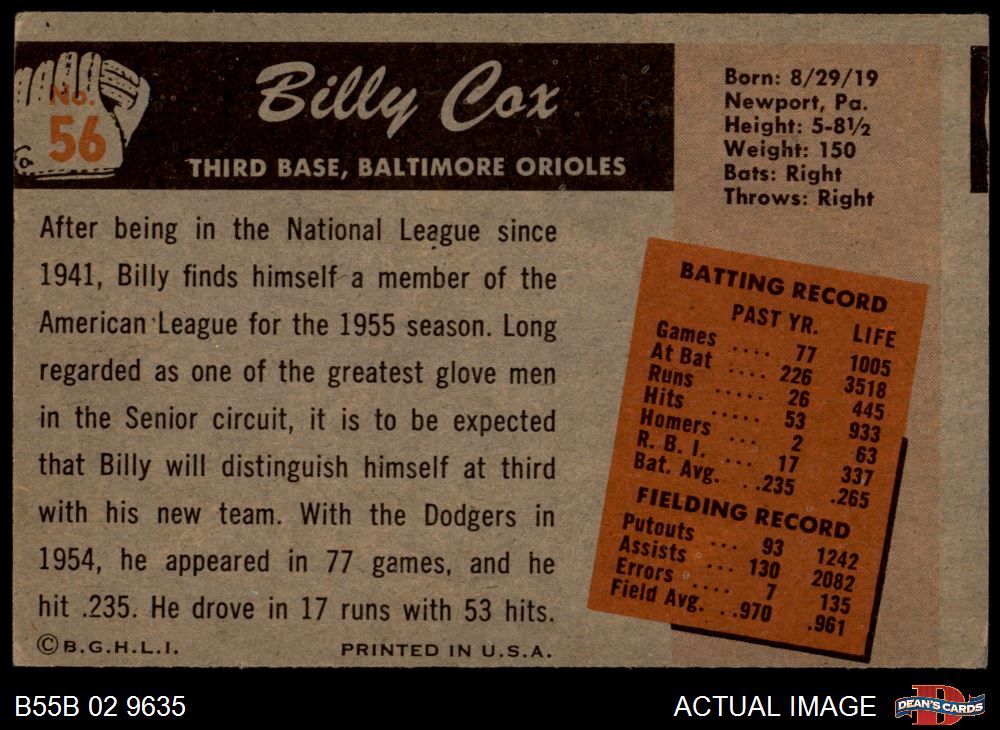 No.
56
Billy Cox
THIRD BASE, BALTIMORE ORIOLES
Born: 8/29/19
Newport, Pa.
Height: 5-8½
Weight: 150
Bats: Right
Throws: Right
After being in the National League since
1941, Billy finds himself a member of the
American League for the 1955 season. Long
regarded as one of the greatest glove men
in the Senior circuit, it is to be expected
that Billy will distinguish himself at third
with his new team. With the Dodgers in
1954, he appeared in 77 games, and he
hit .235. He drove in 17 runs with 53 hits.
©B.G.H.L.I. PRINTED IN U.S.A.
BATTING RECORD
PAST YR. LIFE
Games .... 77 1005
At Bat .... 226 3518
Runs ..... 26 445
Hits ..... 53 933
Homers ... 2 63
R. B. I. ... 17 337
Bat. Avg. . .235 .265
FIELDING RECORD
Putouts ... 93 1242
Assists ... 130 2082
Errors .... 7 135
Field Avg. . .970 .961
B55B 02 9635 ACTUAL IMAGE DEAN'S CARDS